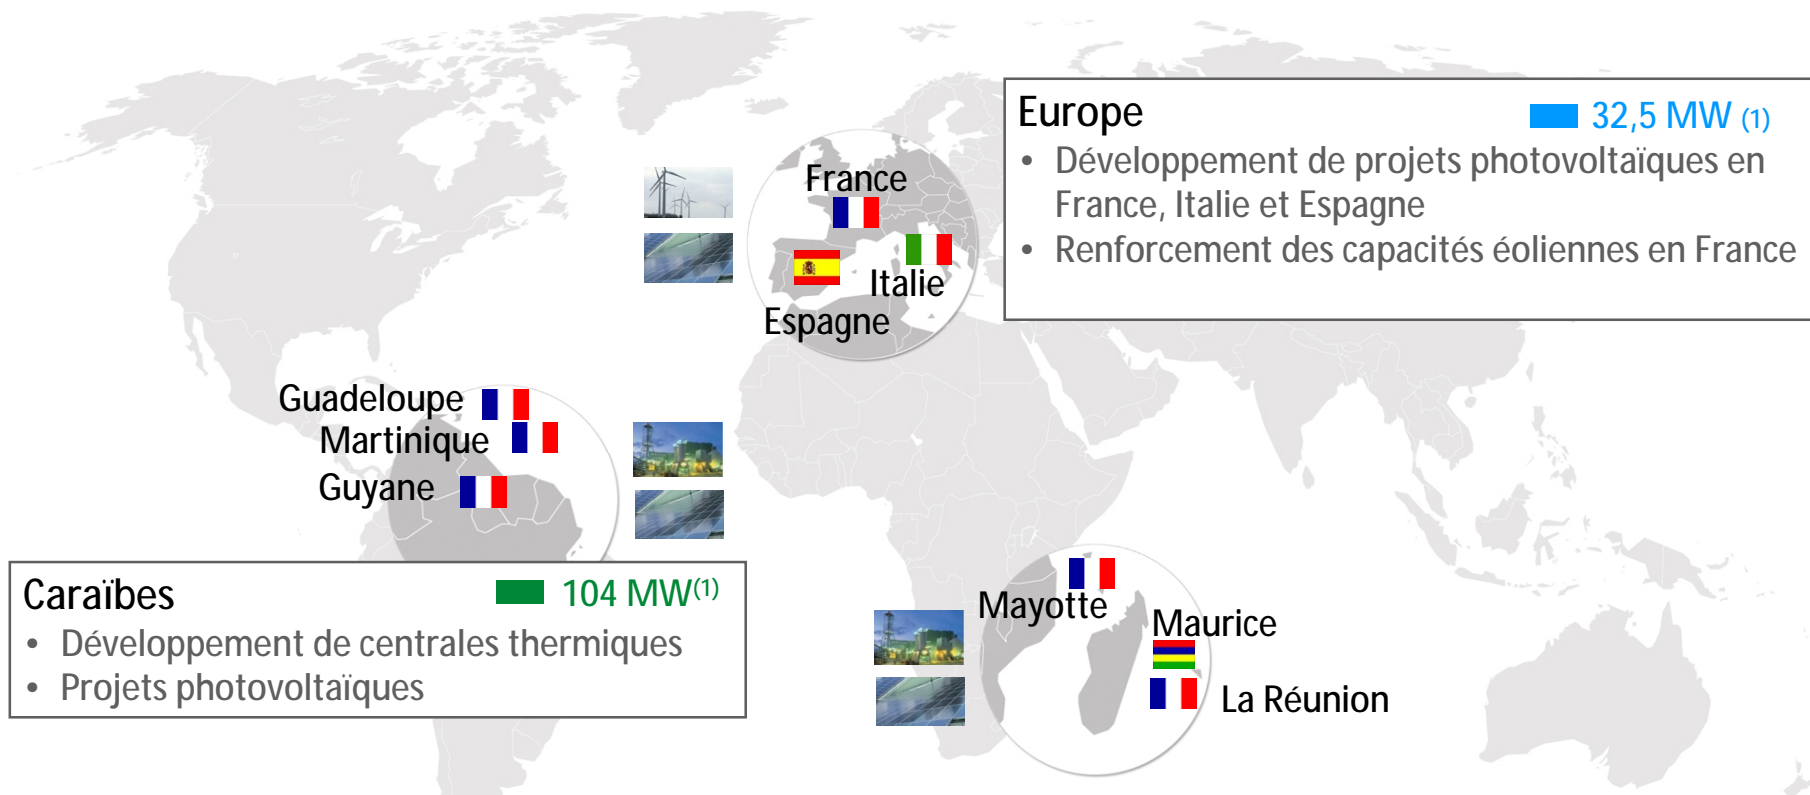 Europe
32,5 MW (1)
• Développement de projets photovoltaïques en
France, Italie et Espagne
• Renforcement des capacités éoliennes en France
France
Italie
Espagne
Guadeloupe
Martinique
Guyane
Caraïbes
104 MW(1)
• Développement de centrales thermiques
• Projets photovoltaïques
Mayotte
Maurice
La Réunion